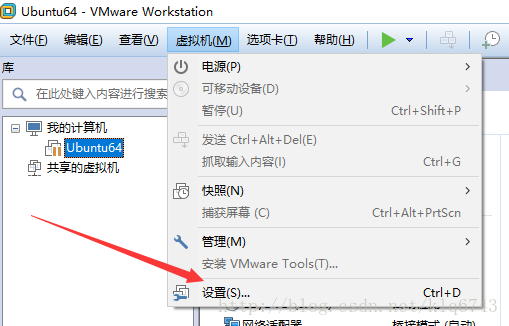 Ubuntu64 - VMware Workstation
文件(F) 编辑(E) 查看(V) 虚拟机(M) 选项卡(T) 帮助(H)
库
在此处键入内容进行搜索
我的计算机
Ubuntu64
共享的虚拟机
电源(P)
可移动设备(D)
暂停(U) Ctrl+Shift+P
发送 Ctrl+Alt+Del(E)
抓取输入内容(I) Ctrl+G
快照(N)
捕获屏幕 (C) Ctrl+Alt+PrtScn
管理(M)
安装 VMware Tools(T)...
设置(S)... Ctrl+D
http://blog.csdn.net/klq6743
网络适配器 桥接模式 (自动)